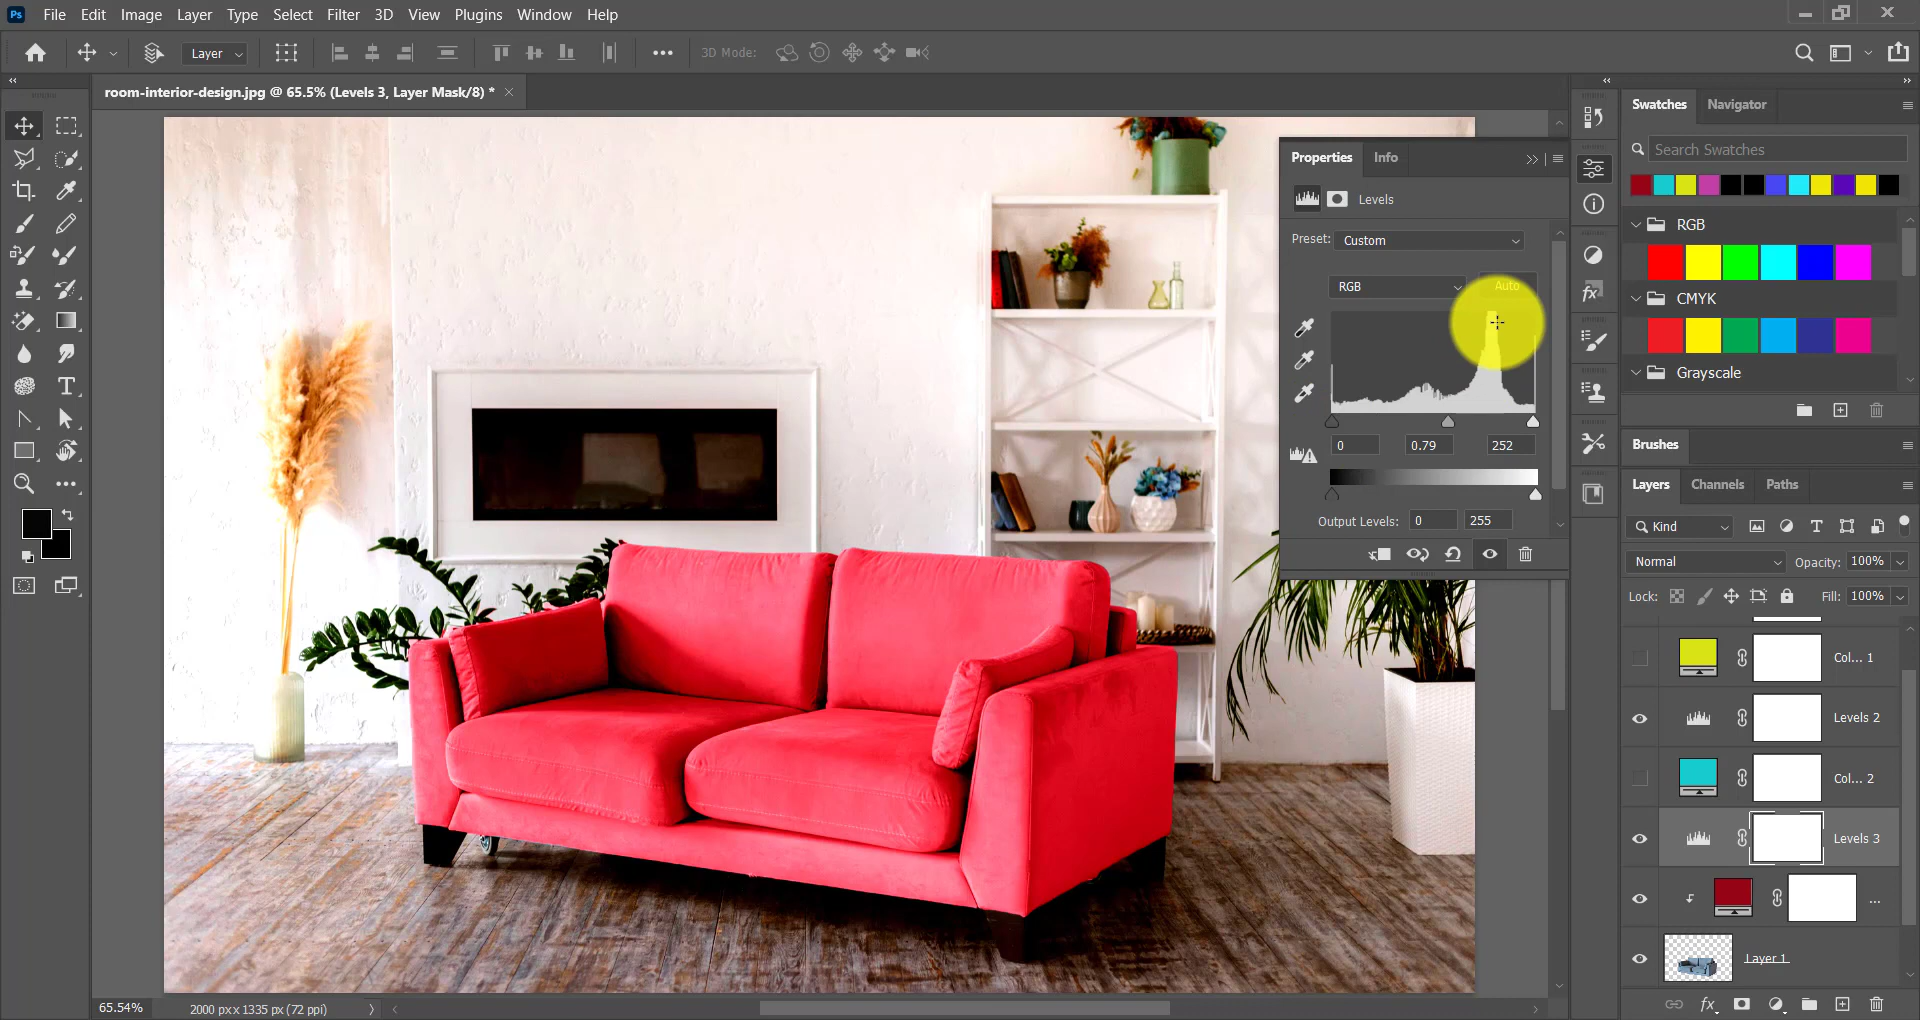 Ps File Edit Image Layer Type Select Filter 3D View Plugins Window Help
Layer 3D Mode:
room-interior-design.jpg @ 65.5% (Levels 3, Layer Mask/8) *
Swatches Navigator
Search Swatches
RGB
CMYK
Grayscale
Properties Info
Levels
Preset: Custom
RGB Auto
0 0.79 252
Output Levels: 0 255
Brushes
Layers Channels Paths
Kind
Normal Opacity: 100%
Lock: Fill: 100%
Col... 1
Levels 2
Col... 2
Levels 3
...
Layer 1
fx
65.54% 2000 px x 1335 px (72 ppi)